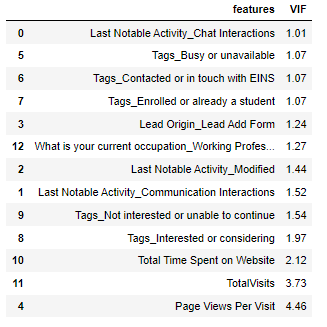 features VIF
0 Last Notable Activity_Chat Interactions 1.01
5 Tags_Busy or unavailable 1.07
6 Tags_Contacted or in touch with EINS 1.07
7 Tags_Enrolled or already a student 1.07
3 Lead Origin_Lead Add Form 1.24
12 What is your current occupation_Working Profes... 1.27
2 Last Notable Activity_Modified 1.44
1 Last Notable Activity_Communication Interactions 1.52
9 Tags_Not interested or unable to continue 1.54
8 Tags_Interested or considering 1.97
10 Total Time Spent on Website 2.12
11 TotalVisits 3.73
4 Page Views Per Visit 4.46